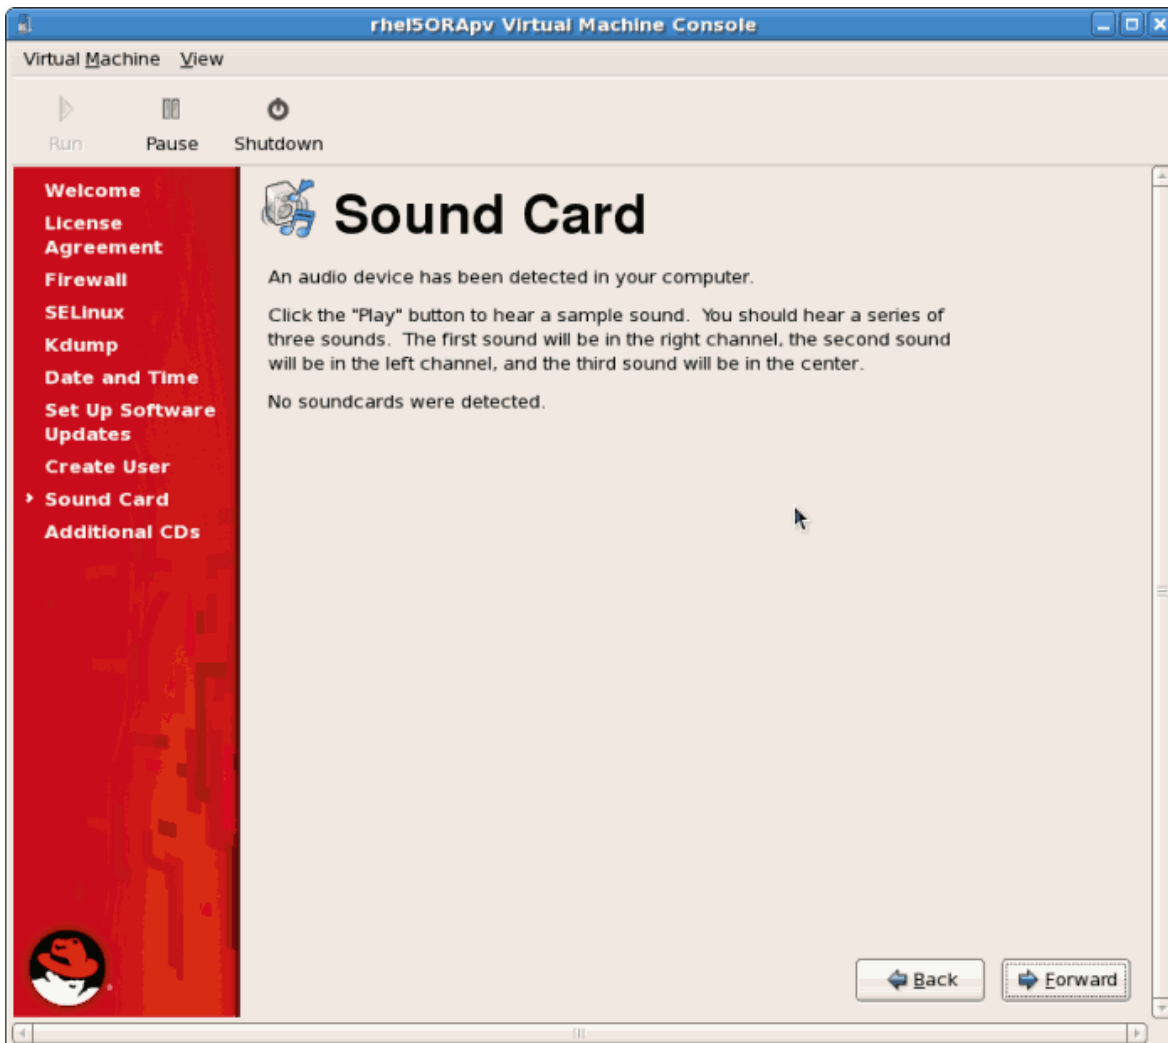 rhel5ORApv Virtual Machine Console
Virtual Machine View
Run Pause Shutdown
Welcome
License
Agreement
Firewall
SELinux
Kdump
Date and Time
Set Up Software
Updates
Create User
Sound Card
Additional CDs
Sound Card
An audio device has been detected in your computer.
Click the "Play" button to hear a sample sound.  You should hear a series of
three sounds.  The first sound will be in the right channel, the second sound
will be in the left channel, and the third sound will be in the center.
No soundcards were detected.
Back Forward